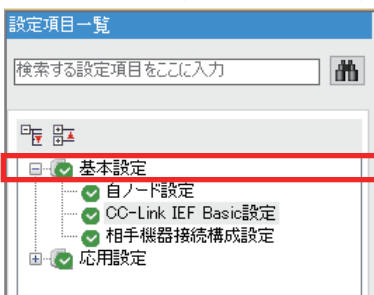 設定項目一覧
検索する設定項目をここに入力
基本設定
自ノード設定
CC-Link IEF Basic設定
相手機器接続構成設定
応用設定